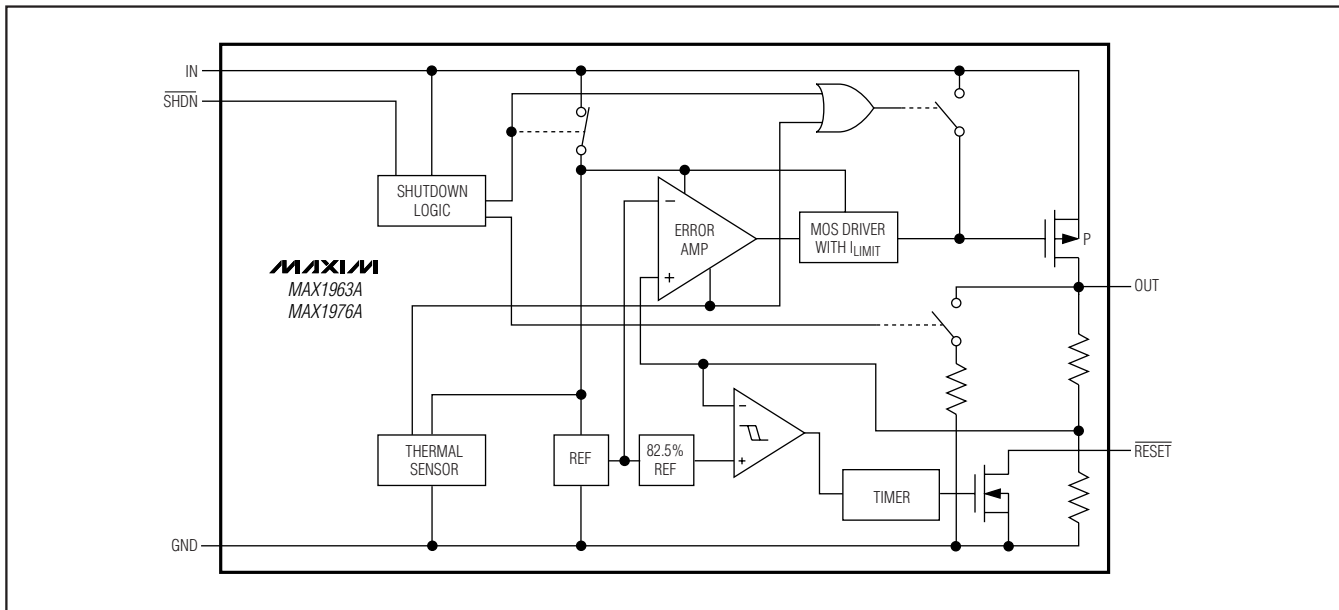 IN
SHDN
SHUTDOWN
LOGIC
−
ERROR
AMP
+
MOS DRIVER
WITH ILIMIT
P
MAXIM
MAX1963A
MAX1976A
OUT
−
THERMAL
SENSOR
REF
82.5%
REF
+
TIMER
RESET
GND